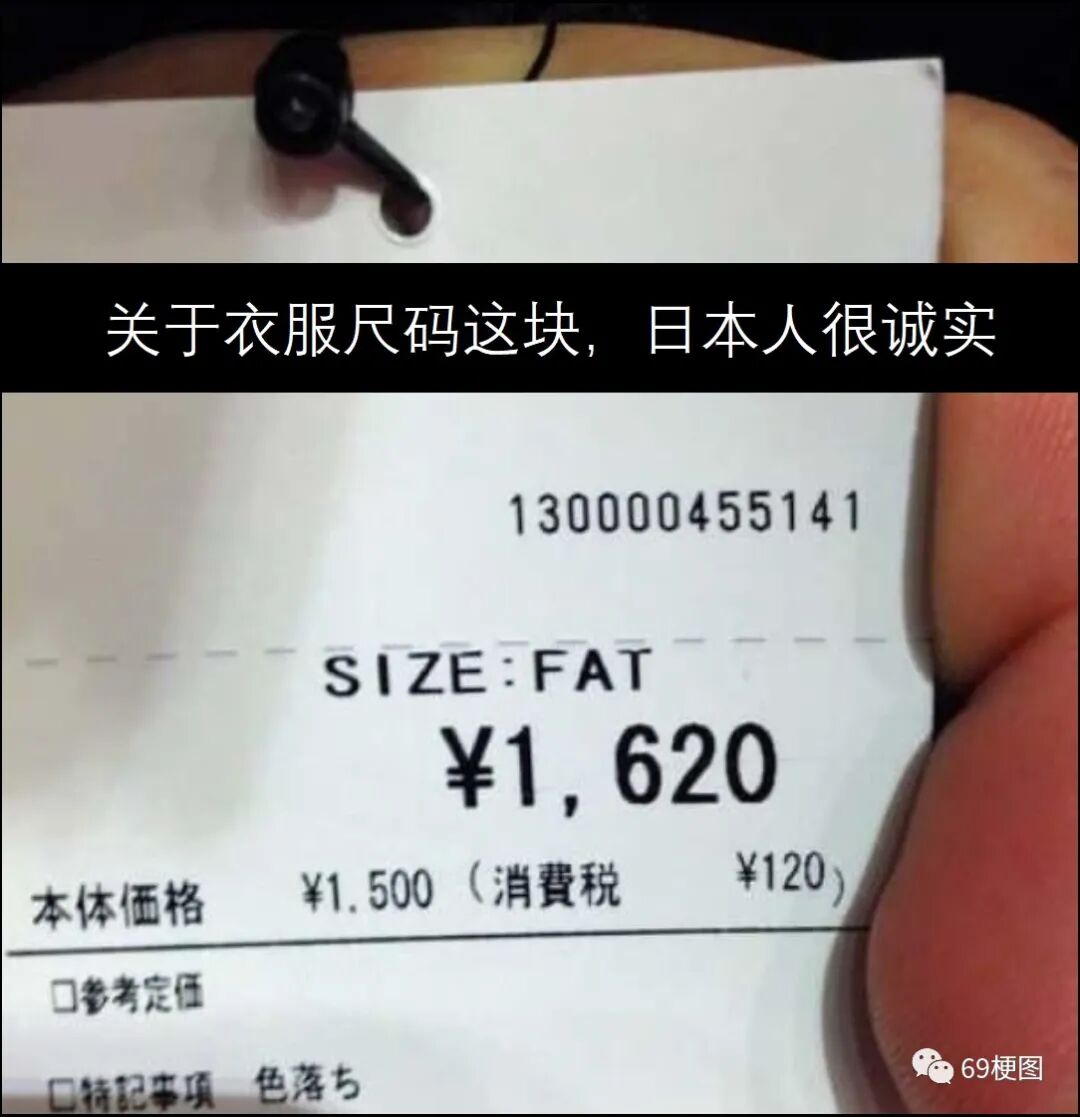 关于衣服尺码这块, 日本人很诚实
130000455141
SIZE:FAT
¥1,620
本体価格 ¥1.500 (消費税 ¥120)
□参考定価
□特記事項 色落ち
69梗图